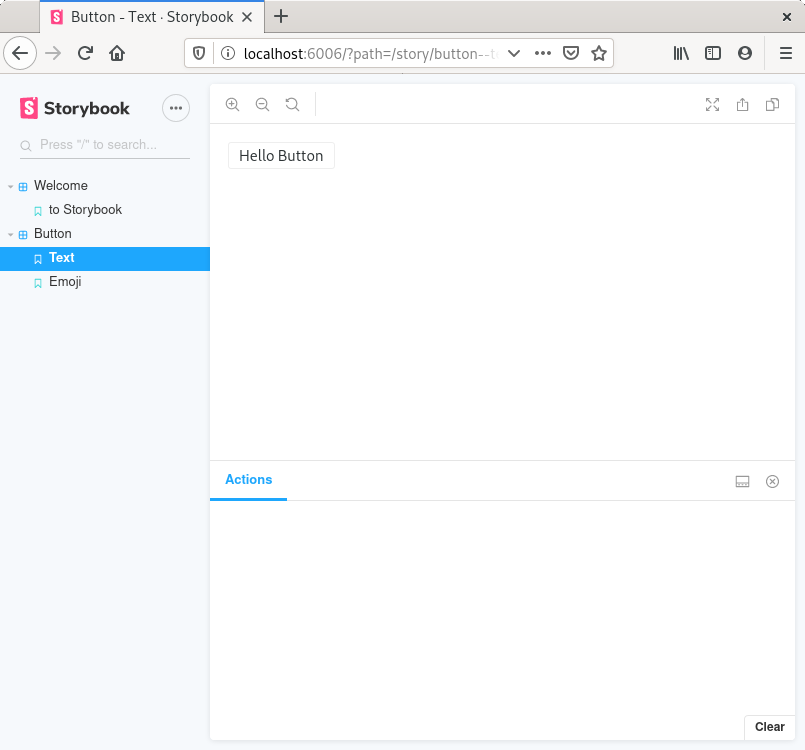 Button - Text · Storybook
localhost:6006/?path=/story/button--t
Storybook
Press "/" to search...
Welcome
to Storybook
Button
Text
Emoji
Hello Button
Actions
Clear